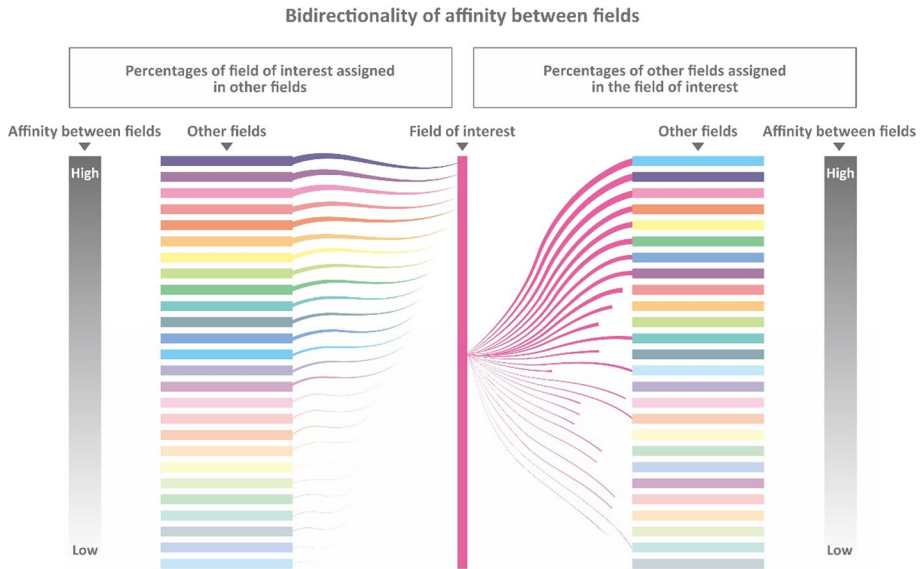 Bidirectionality of affinity between fields
Percentages of field of interest assigned
in other fields
Percentages of other fields assigned
in the field of interest
Affinity between fields
Other fields
Field of interest
Other fields
Affinity between fields
High
High
Low
Low